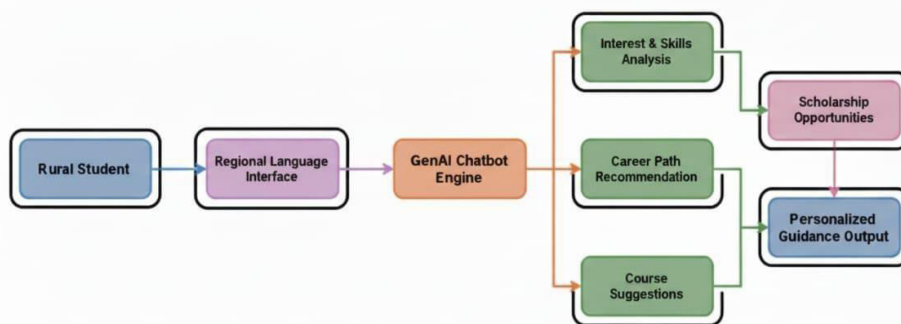 Rural Student
Regional Language
Interface
GenAI Chatbot
Engine
Interest & Skills
Analysis
Career Path
Recommendation
Course
Suggestions
Scholarship
Opportunities
Personalized
Guidance Output